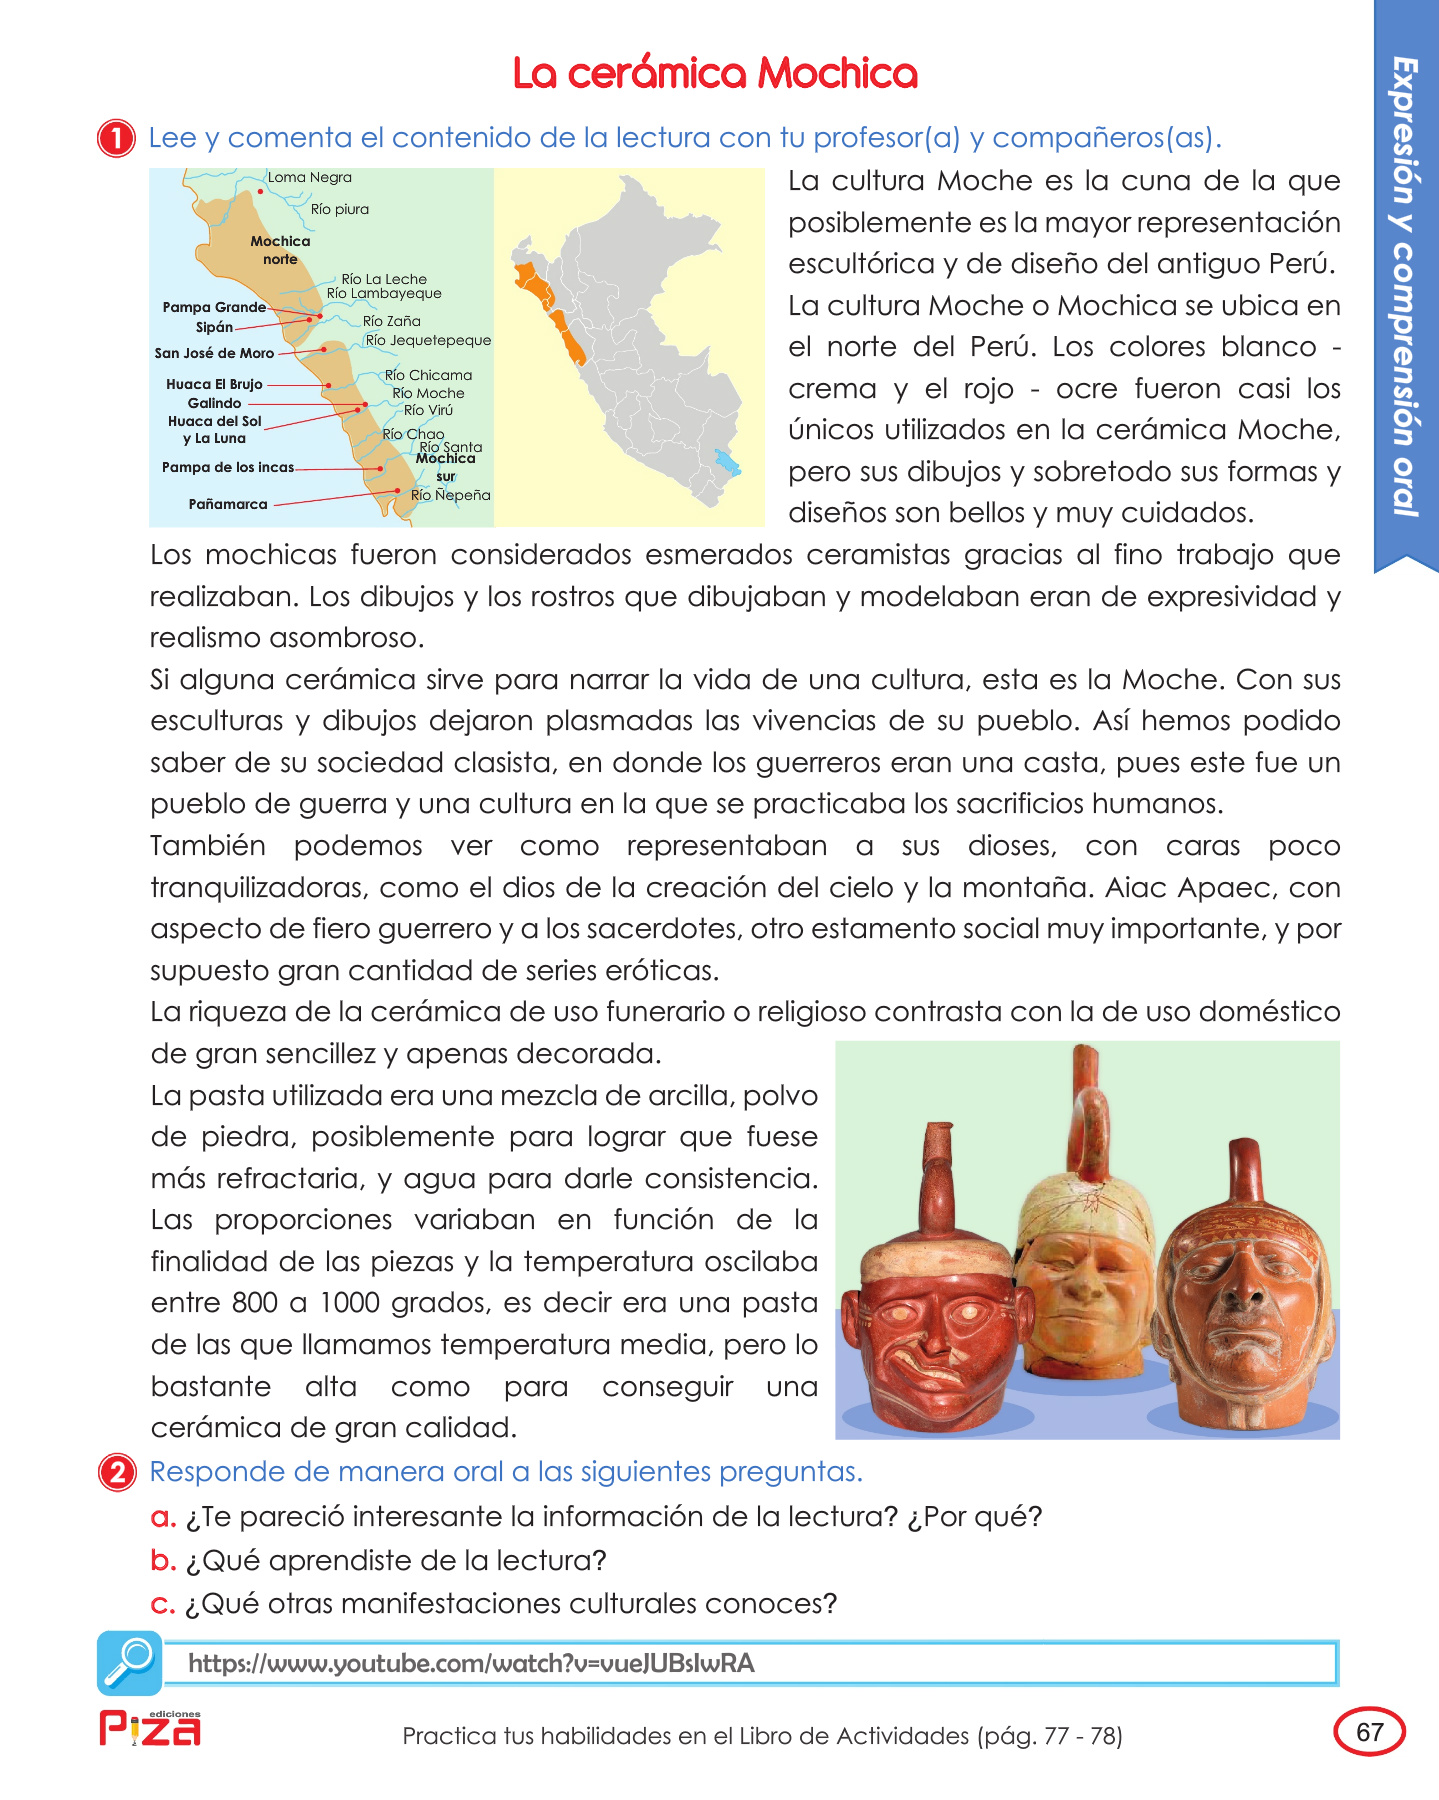 La cerámica Mochica
Expresión y comprensión oral
1 Lee y comenta el contenido de la lectura con tu profesor(a) y compañeros(as).
Loma Negra
Río piura
Mochica
norte
Río La Leche
Río Lambayeque
Pampa Grande
Sipán
Río Zaña
Río Jequetepeque
San José de Moro
Río Chicama
Huaca El Brujo
Río Moche
Galindo
Río Virú
Huaca del Sol
y La Luna
Río Chao
Río Santa
Mochica
sur
Pampa de los incas
Río Ñepeña
Pañamarca
La cultura Moche es la cuna de la que
posiblemente es la mayor representación
escultórica y de diseño del antiguo Perú.
La cultura Moche o Mochica se ubica en
el norte del Perú. Los colores blanco -
crema y el rojo - ocre fueron casi los
únicos utilizados en la cerámica Moche,
pero sus dibujos y sobretodo sus formas y
diseños son bellos y muy cuidados.
Los mochicas fueron considerados esmerados ceramistas gracias al fino trabajo que
realizaban. Los dibujos y los rostros que dibujaban y modelaban eran de expresividad y
realismo asombroso.
Si alguna cerámica sirve para narrar la vida de una cultura, esta es la Moche. Con sus
esculturas y dibujos dejaron plasmadas las vivencias de su pueblo. Así hemos podido
saber de su sociedad clasista, en donde los guerreros eran una casta, pues este fue un
pueblo de guerra y una cultura en la que se practicaba los sacrificios humanos.
También podemos ver como representaban a sus dioses, con caras poco
tranquilizadoras, como el dios de la creación del cielo y la montaña. Aiac Apaec, con
aspecto de fiero guerrero y a los sacerdotes, otro estamento social muy importante, y por
supuesto gran cantidad de series eróticas.
La riqueza de la cerámica de uso funerario o religioso contrasta con la de uso doméstico
de gran sencillez y apenas decorada.
La pasta utilizada era una mezcla de arcilla, polvo
de piedra, posiblemente para lograr que fuese
más refractaria, y agua para darle consistencia.
Las proporciones variaban en función de la
finalidad de las piezas y la temperatura oscilaba
entre 800 a 1000 grados, es decir era una pasta
de las que llamamos temperatura media, pero lo
bastante alta como para conseguir una
cerámica de gran calidad.
2 Responde de manera oral a las siguientes preguntas.
a. ¿Te pareció interesante la información de la lectura? ¿Por qué?
b. ¿Qué aprendiste de la lectura?
c. ¿Qué otras manifestaciones culturales conoces?
https://www.youtube.com/watch?v=vueJUBsIwRA
ediciones
Piza
Practica tus habilidades en el Libro de Actividades (pág. 77 - 78)
67